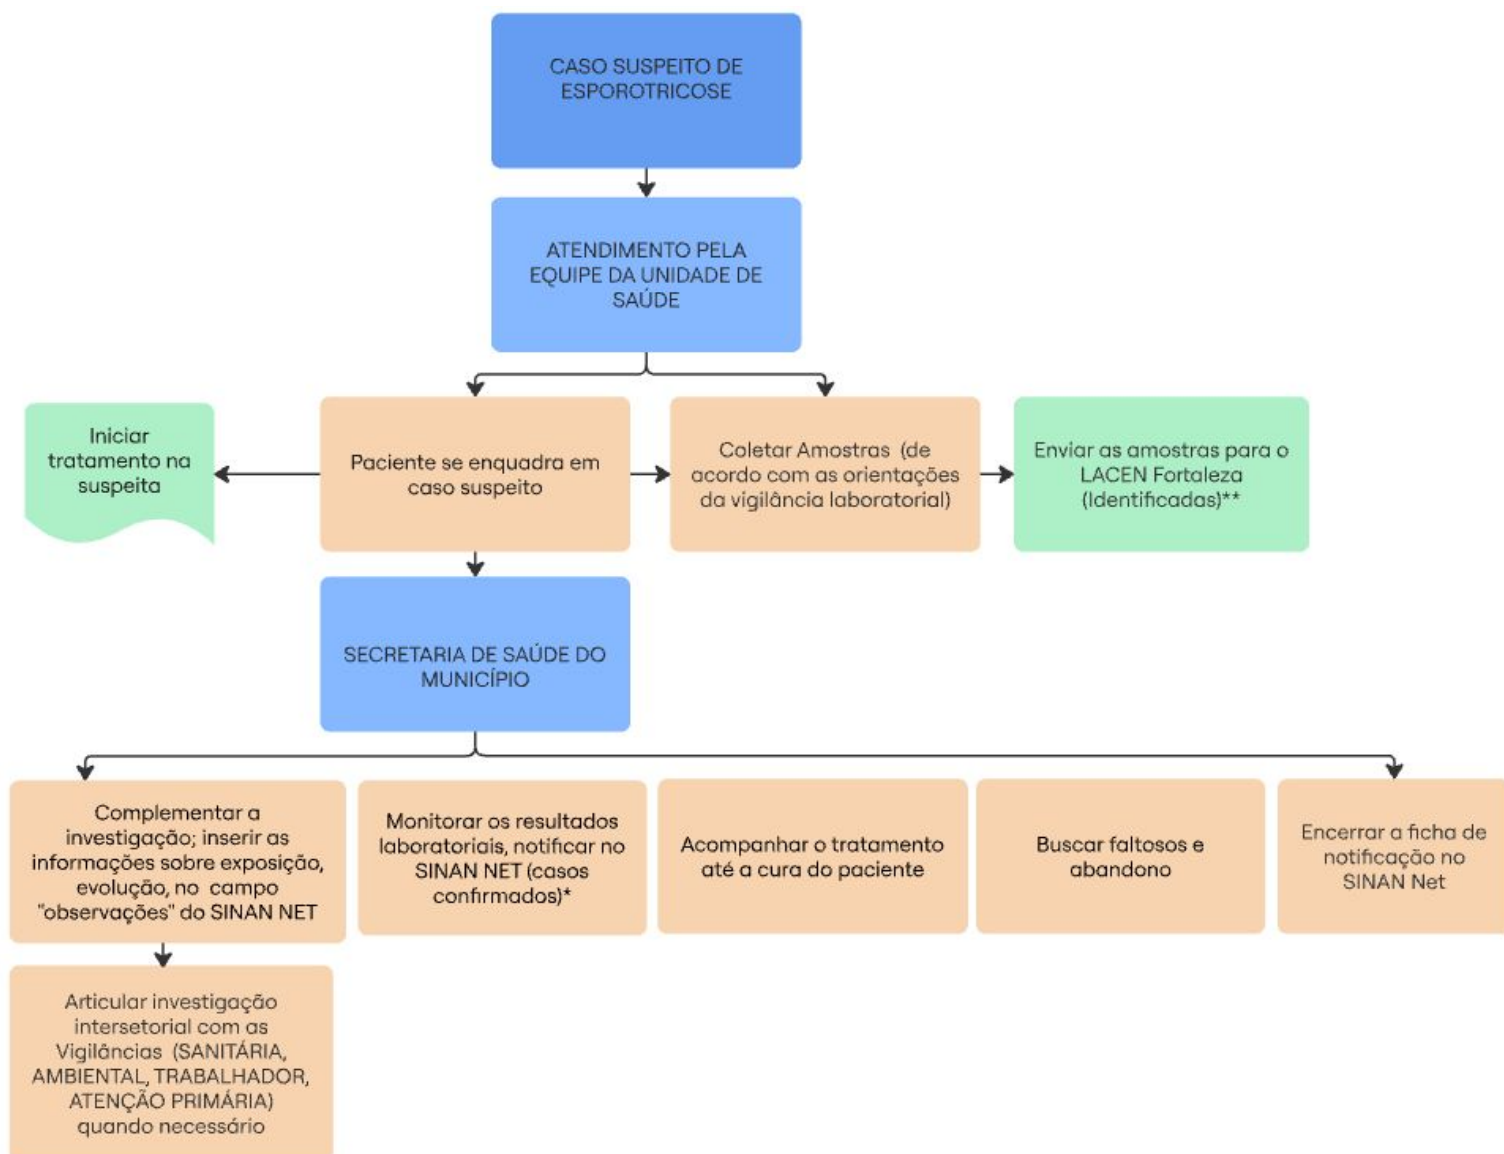 CASO SUSPEITO DE
ESPOROTRICOSE
ATENDIMENTO PELA
EQUIPE DA UNIDADE DE
SAÚDE
Iniciar
tratamento na
suspeita
Paciente se enquadra em
caso suspeito
Coletar Amostras (de
acordo com as orientações
da vigilância laboratorial)
Enviar as amostras para o
LACEN Fortaleza
(Identificadas)**
SECRETARIA DE SAÚDE DO
MUNICÍPIO
Complementar a
investigação; inserir as
informações sobre exposição,
evolução, no campo
"observações" do SINAN NET
Monitorar os resultados
laboratoriais, notificar no
SINAN NET (casos
confirmados)*
Acompanhar o tratamento
até a cura do paciente
Buscar faltosos e
abandono
Encerrar a ficha de
notificação no
SINAN Net
Articular investigação
intersetorial com as
Vigilâncias (SANITÁRIA,
AMBIENTAL, TRABALHADOR,
ATENÇÃO PRIMÁRIA)
quando necessário